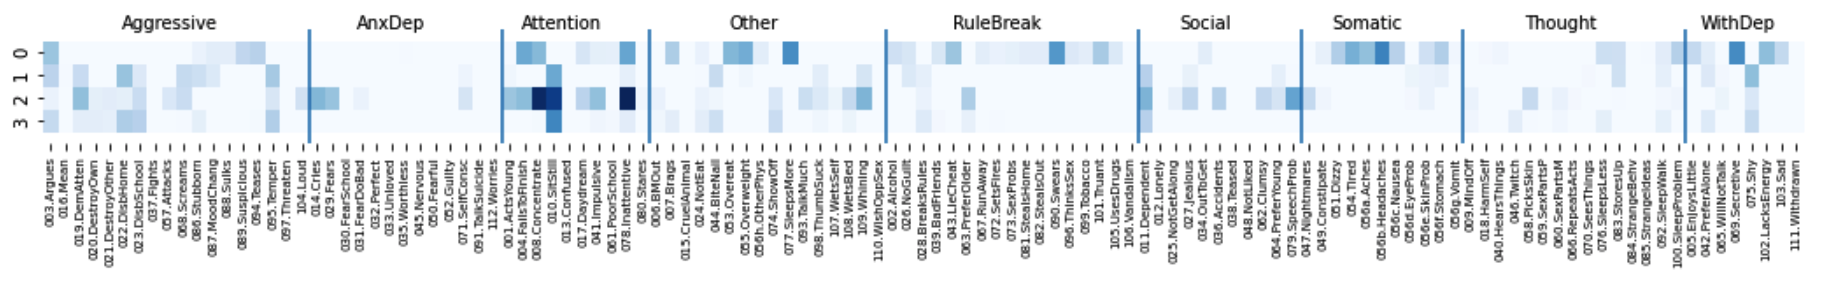 Aggressive AnxDep Attention Other RuleBreak Social Somatic Thought WithDep
0
1
2
3
003.Argues
016.Mean
019.DemAtten
020.DestroyOwn
021.DestroyOther
022.DisbHome
023.DisbSchool
037.Fights
057.Attacks
068.Screams
086.Stubborn
087.MoodChang
088.Sulks
089.Suspicious
094.Teases
095.Temper
097.Threaten
104.Loud
014.Cries
029.Fears
030.FearSchool
031.FearDoBad
032.Perfect
033.Unloved
035.Worthless
045.Nervous
050.Fearful
052.Guilty
071.SelfConsc
091.TalkSuicide
112.Worries
001.ActsYoung
004.FailsToFinish
008.Concentrate
010.SitStill
013.Confused
017.Daydream
041.Impulsive
061.PoorSchool
078.Inattentive
080.Stares
006.BMOut
007.Brags
015.CruelAnimal
024.NotEat
044.BiteNail
053.Overeat
055.Overweight
056h.OtherPhys
074.ShowOff
077.SleepsMore
093.TalkMuch
098.ThumbSuck
107.WetsSelf
108.WetsBed
109.Whining
110.WishOppSex
002.Alcohol
026.NoGuilt
028.BreaksRules
039.BadFriends
043.LieCheat
063.PreferOlder
067.RunAway
072.SetsFires
073.SexProbs
081.StealsHome
082.StealsOut
090.Swears
096.ThinksSex
099.Tobacco
101.Truant
105.UsesDrugs
106.Vandalism
011.Dependent
012.Lonely
025.NotGetAlong
027.Jealous
034.OutToGet
036.Accidents
038.Teased
048.NotLiked
062.Clumsy
064.PreferYoung
079.SpeechProb
047.Nightmares
049.Constipate
051.Dizzy
054.Tired
056a.Aches
056b.Headaches
056c.Nausea
056d.EyeProb
056e.SkinProb
056f.Stomach
056g.Vomit
009.MindOff
018.HarmSelf
040.HearsThings
046.Twitch
058.PicksSkin
059.SexPartsP
060.SexPartsM
066.RepeatsActs
070.SeesThings
076.SleepsLess
083.StoresUp
084.StrangeBehv
085.StrangeIdeas
092.SleepWalk
100.SleepProblem
005.EnjoysLittle
042.PreferAlone
065.WillNotTalk
069.Secretive
075.Shy
102.LacksEnergy
103.Sad
111.Withdrawn